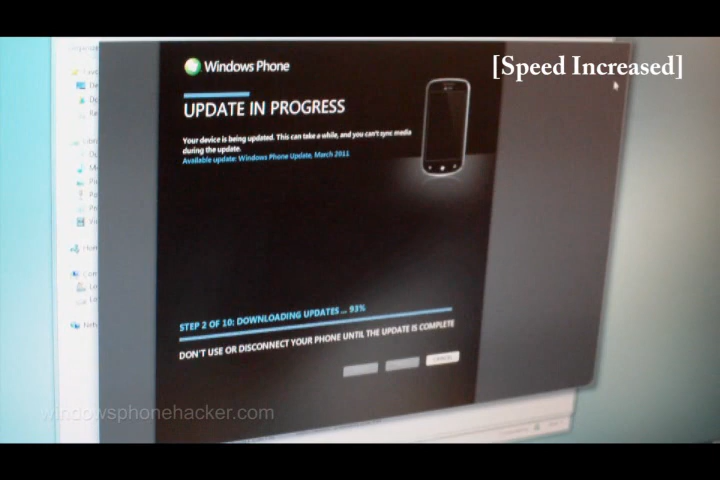 [Speed Increased]
Windows Phone
UPDATE IN PROGRESS
Your device is being updated. This can take a while, and you can't sync media
during the update.
Available update: Windows Phone Update, March 2011
STEP 2 OF 10: DOWNLOADING UPDATES ... 93%
DON'T USE OR DISCONNECT YOUR PHONE UNTIL THE UPDATE IS COMPLETE
CANCEL
windowsphonehacker.com